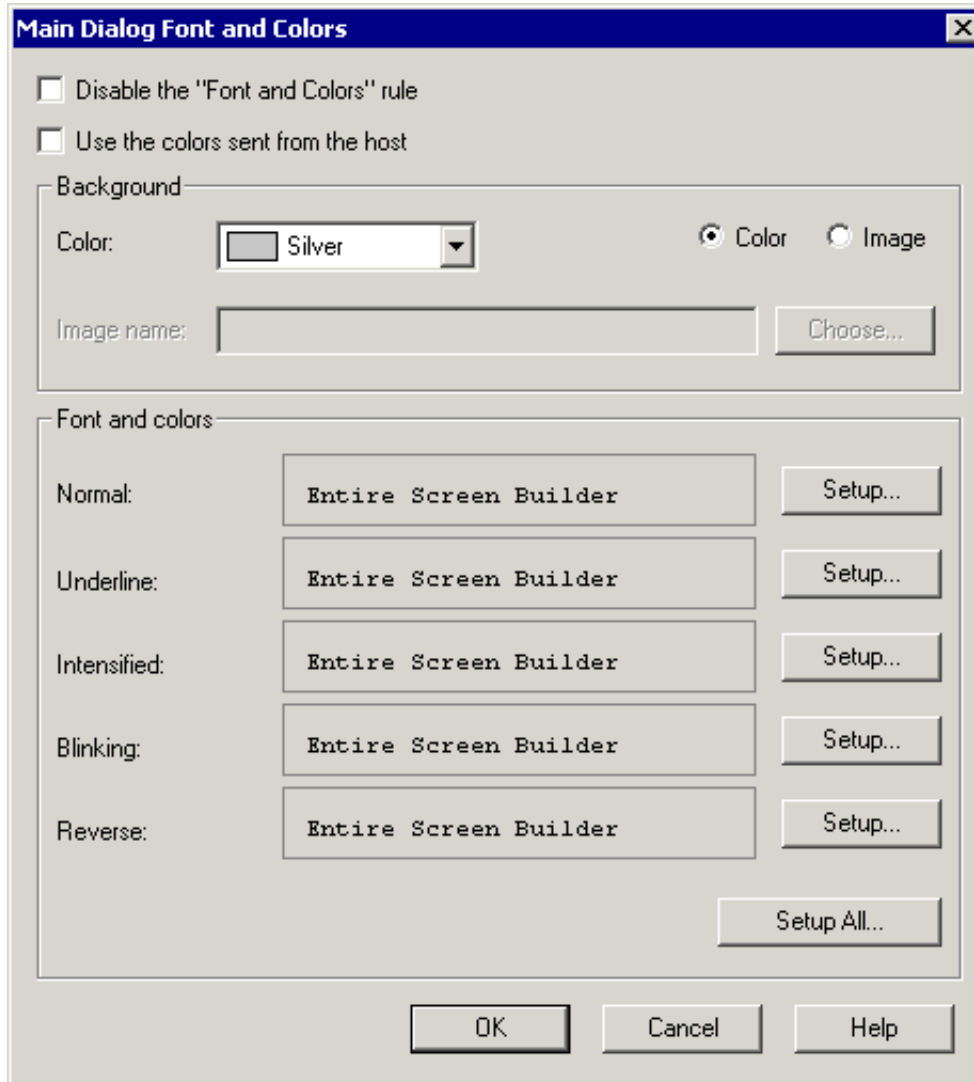 Main Dialog Font and Colors
Disable the "Font and Colors" rule
Use the colors sent from the host
Background
Color: Silver Color Image
Image name: Choose...
Font and colors
Normal: Entire Screen Builder Setup...
Underline: Entire Screen Builder Setup...
Intensified: Entire Screen Builder Setup...
Blinking: Entire Screen Builder Setup...
Reverse: Entire Screen Builder Setup...
Setup All...
OK Cancel Help